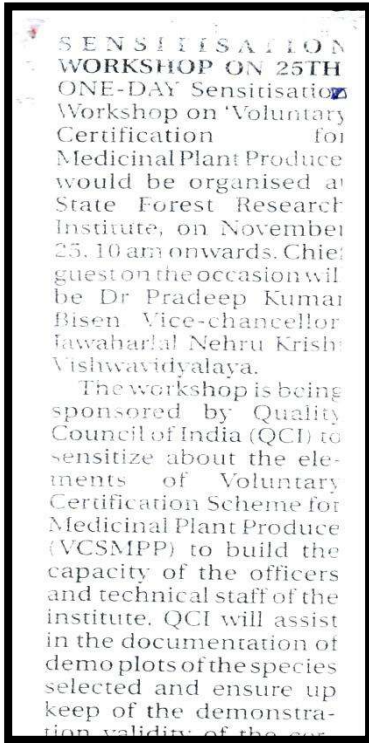 SENSITISATION
WORKSHOP ON 25TH
ONE-DAY Sensitisation
Workshop on 'Voluntary
Certification for
Medicinal Plant Produce
would be organised at
State Forest Research
Institute, on November
25, 10 am onwards. Chief
guest on the occasion will
be Dr Pradeep Kumar
Bisen Vice-chancellor
Jawaharlal Nehru Krishi
Vishwavidyalaya.
The workshop is being
sponsored by Quality
Council of India (QCI) to
sensitize about the ele-
ments of Voluntary
Certification Scheme for
Medicinal Plant Produce
(VCSMPP) to build the
capacity of the officers
and technical staff of the
institute. QCI will assist
in the documentation of
demo plots of the species
selected and ensure up
keep of the demonstra-
tion validity of the cer-